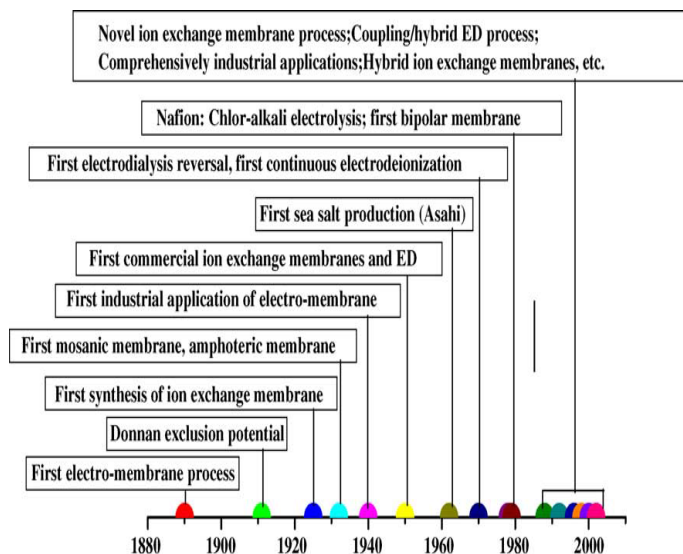 Novel ion exchange membrane process;Coupling/hybrid ED process;
Comprehensively industrial applications;Hybrid ion exchange membranes, etc.
Nafion: Chlor-alkali electrolysis; first bipolar membrane
First electrodialysis reversal, first continuous electrodeionization
First sea salt production (Asahi)
First commercial ion exchange membranes and ED
First industrial application of electro-membrane
First mosanic membrane, amphoteric membrane
First synthesis of ion exchange membrane
Donnan exclusion potential
First electro-membrane process
1880 1900 1920 1940 1960 1980 2000